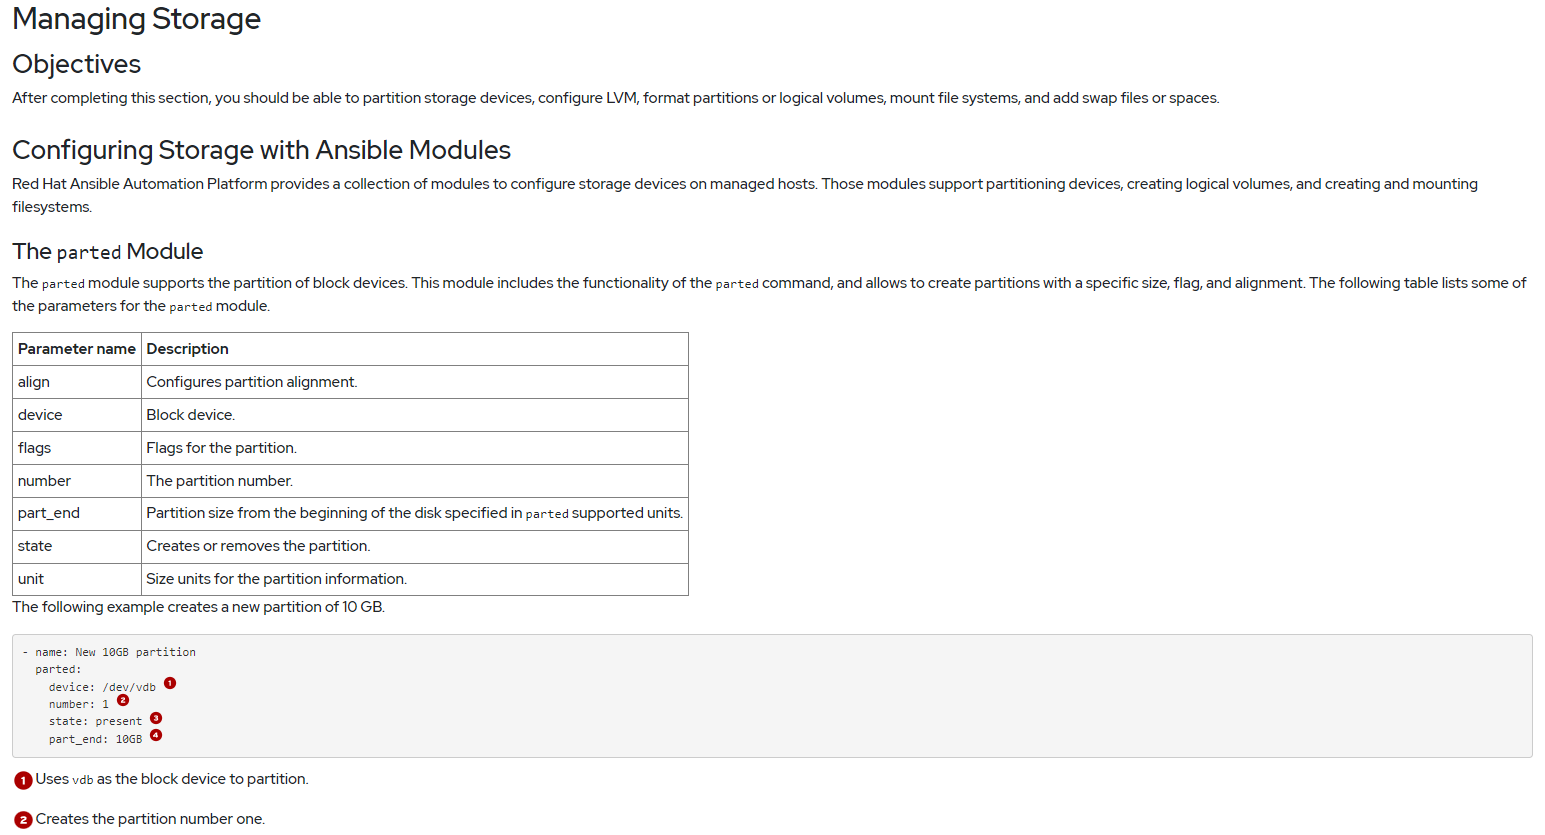 Managing Storage
Objectives
After completing this section, you should be able to partition storage devices, configure LVM, format partitions or logical volumes, mount file systems, and add swap files or spaces.
Configuring Storage with Ansible Modules
Red Hat Ansible Automation Platform provides a collection of modules to configure storage devices on managed hosts. Those modules support partitioning devices, creating logical volumes, and creating and mounting
filesystems.
The parted Module
The parted module supports the partition of block devices. This module includes the functionality of the parted command, and allows to create partitions with a specific size, flag, and alignment. The following table lists some of
the parameters for the parted module.
Parameter name Description
align Configures partition alignment.
device Block device.
flags Flags for the partition.
number The partition number.
part_end Partition size from the beginning of the disk specified in parted supported units.
state Creates or removes the partition.
unit Size units for the partition information.
The following example creates a new partition of 10 GB.
- name: New 10GB partition
  parted:
    device: /dev/vdb 1
    number: 1 2
    state: present 3
    part_end: 10GB 4
1 Uses vdb as the block device to partition.
2 Creates the partition number one.